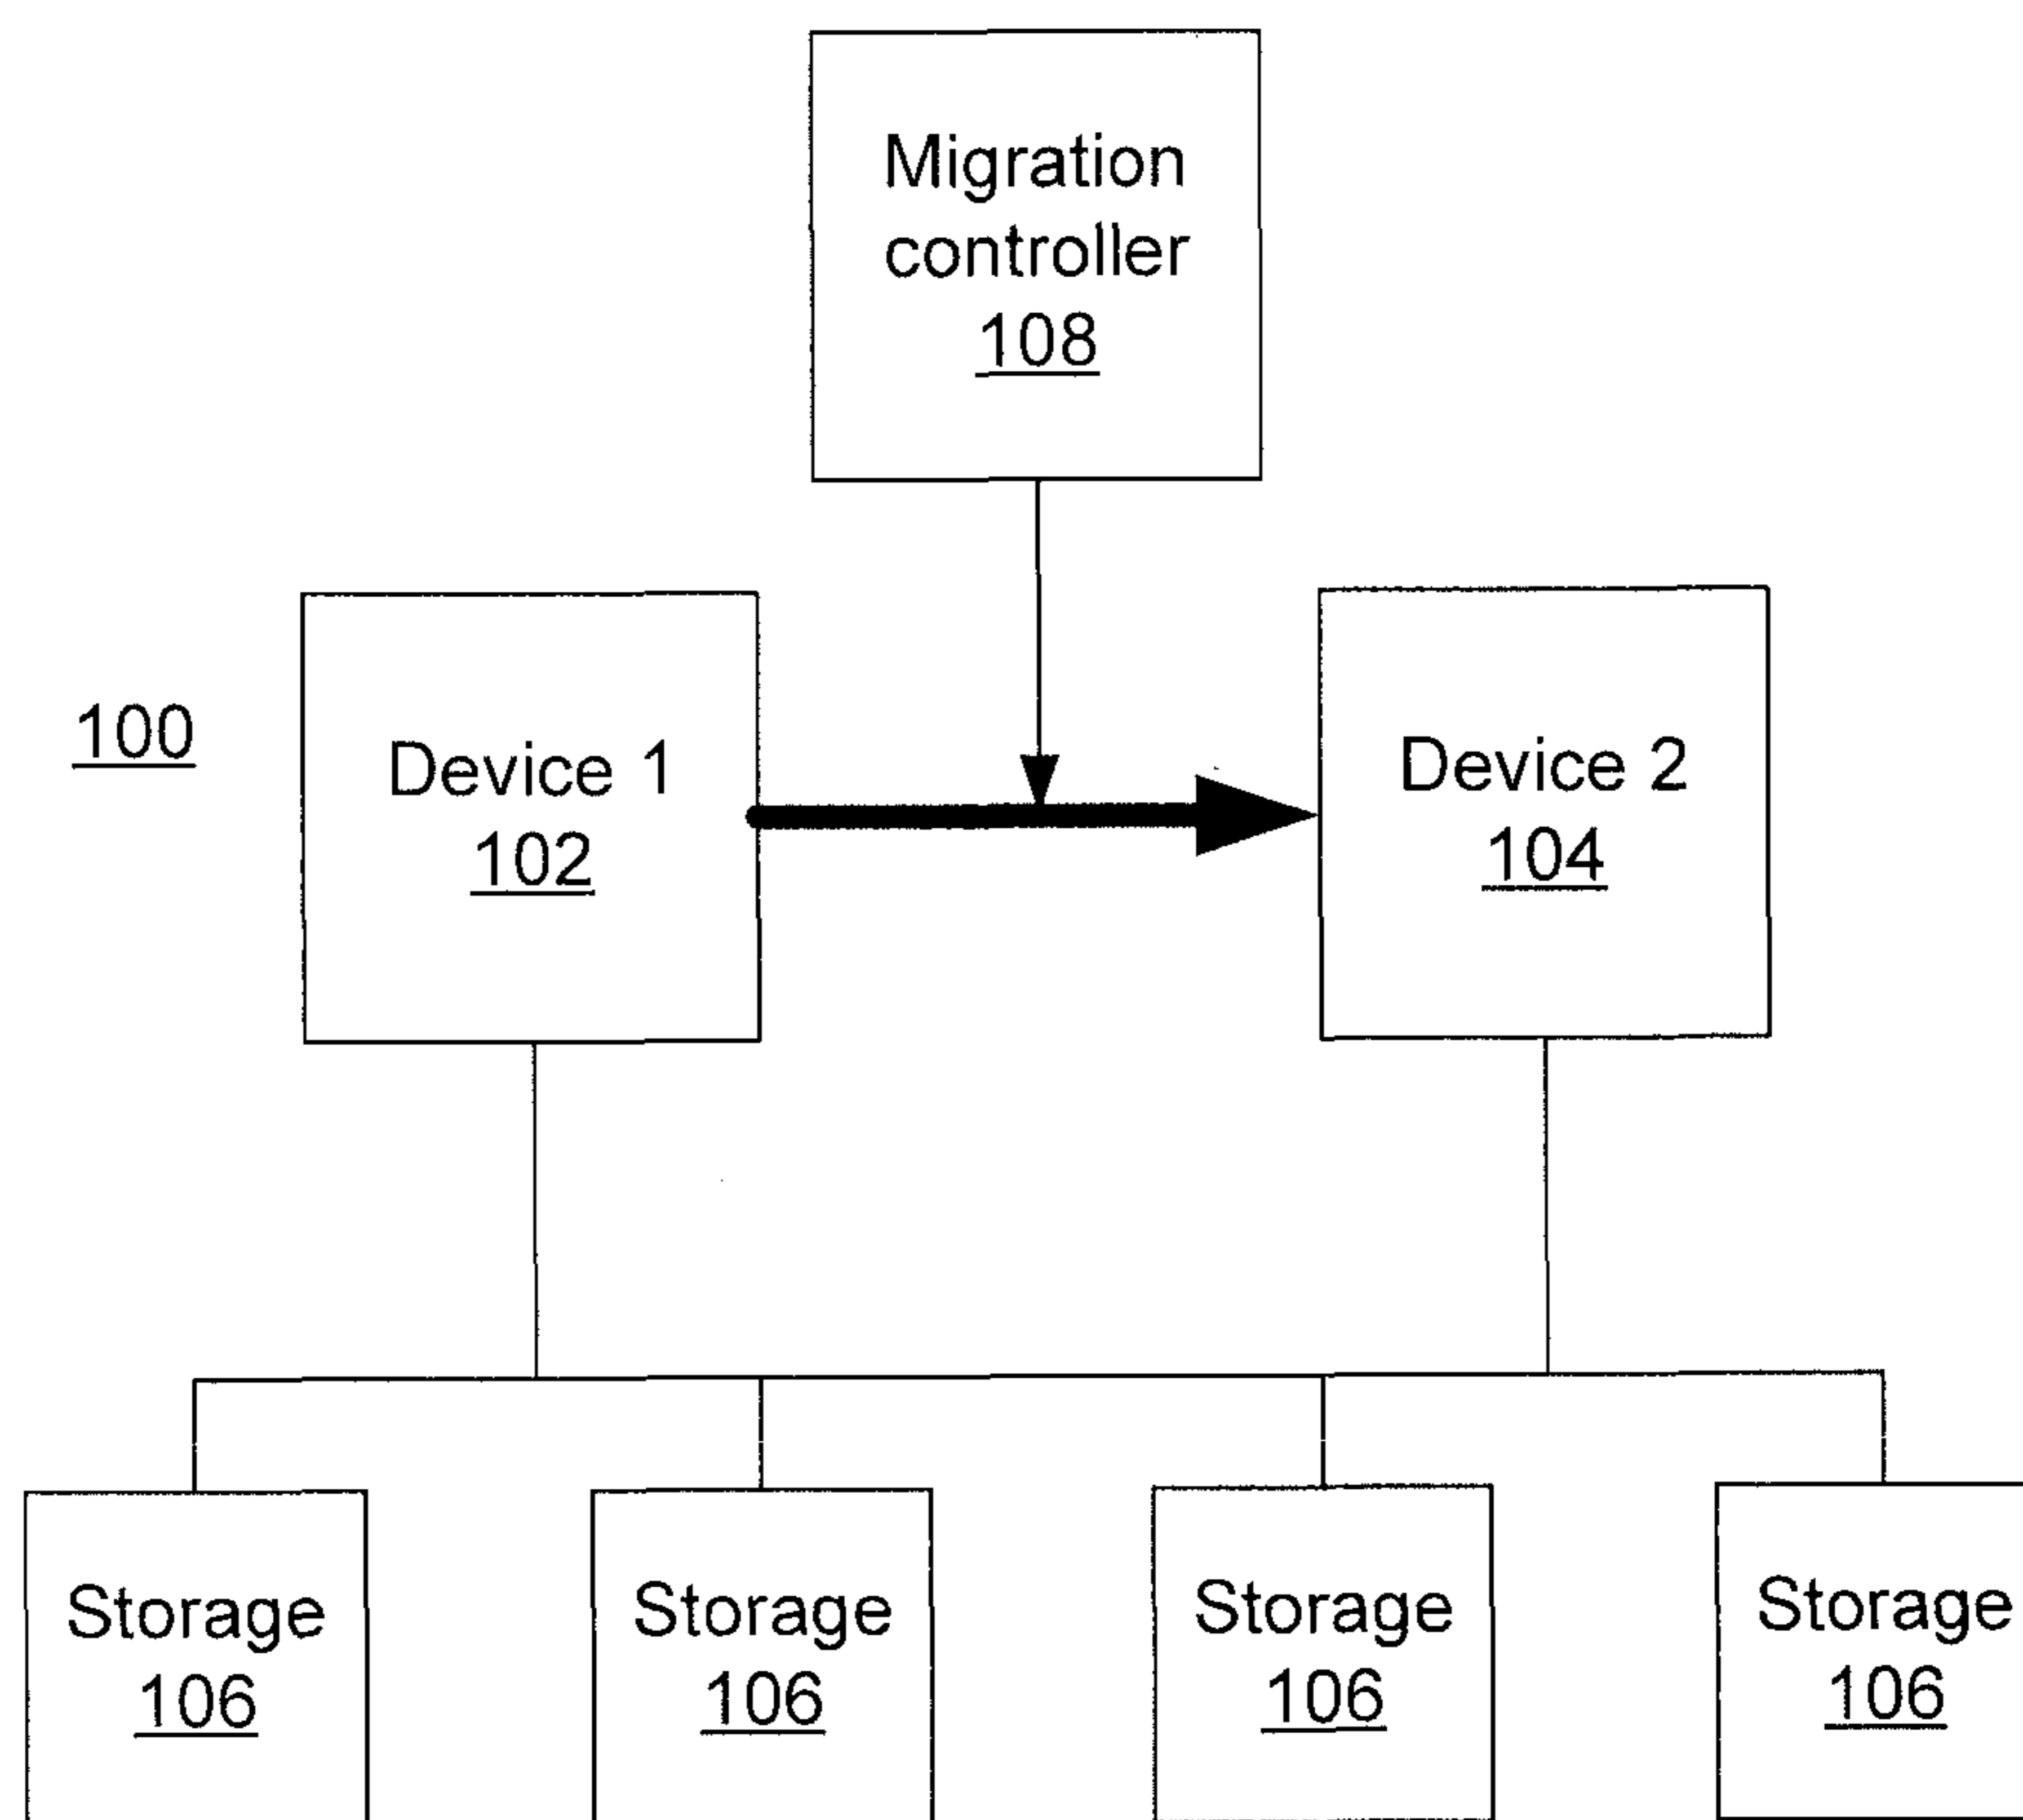 Migration
controller
108
100
Device 1
102
Device 2
104
Storage
106
Storage
106
Storage
106
Storage
106